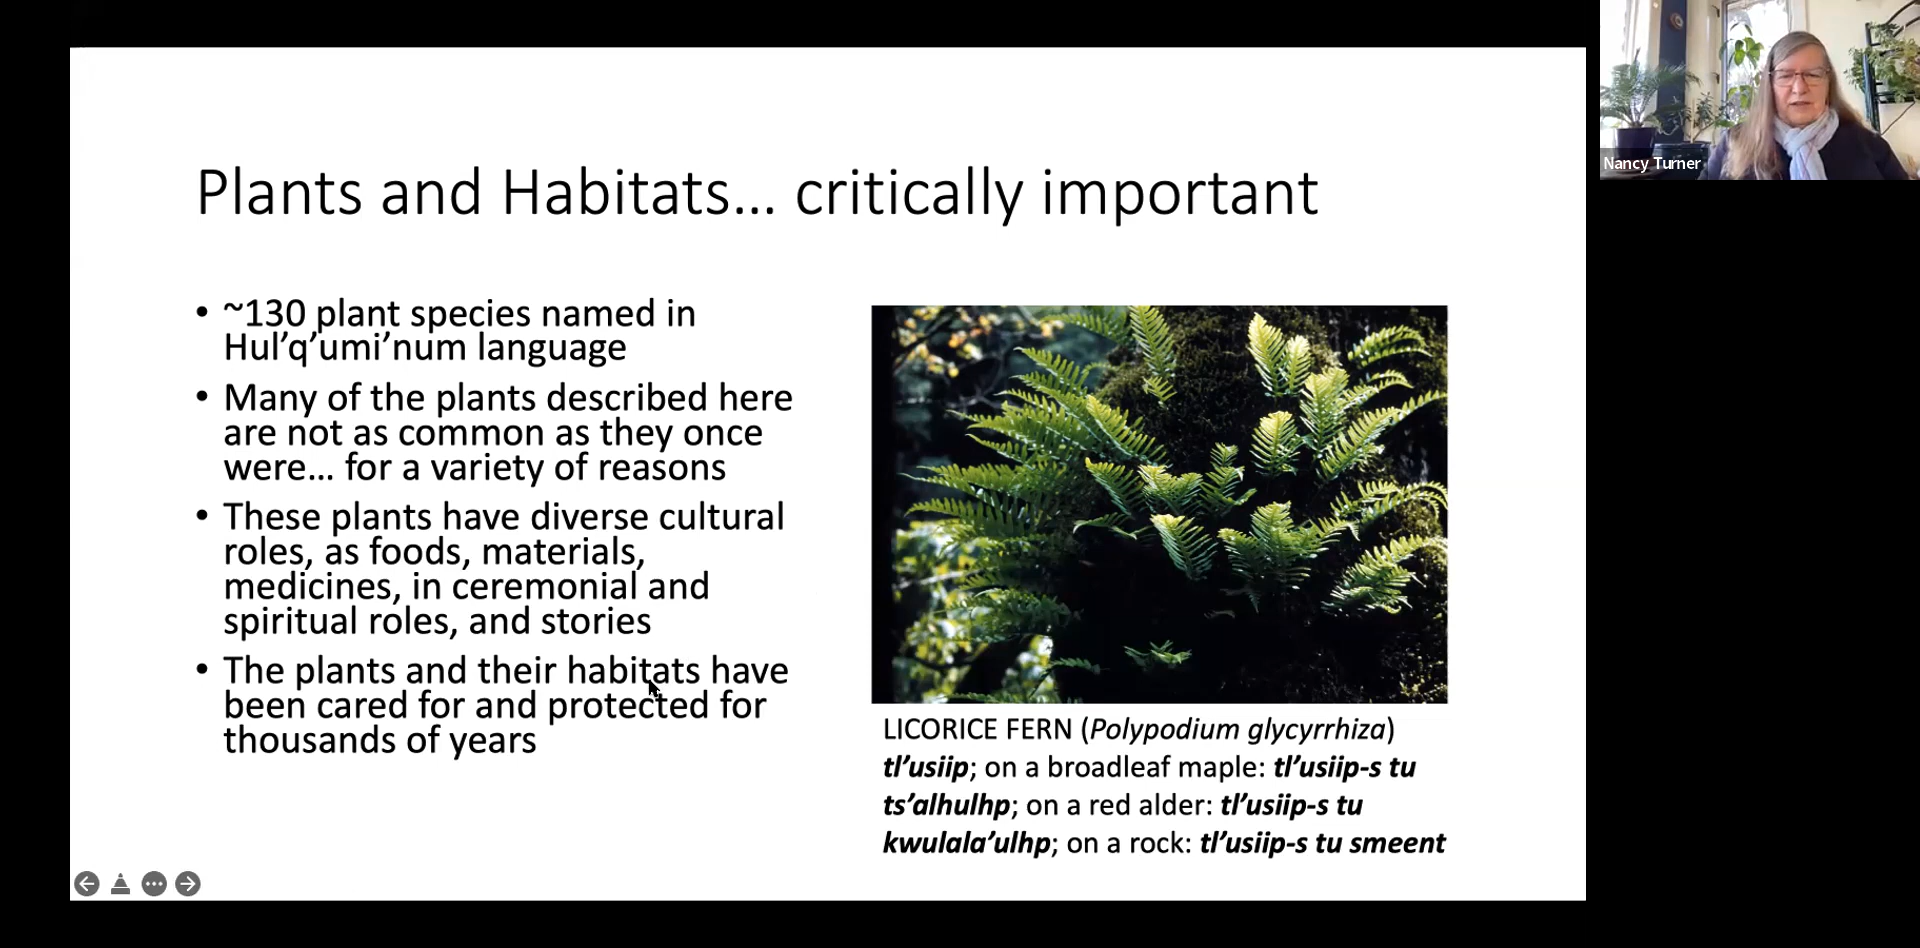 Plants and Habitats... critically important
• ~130 plant species named in
Hul’q’umi’num language
• Many of the plants described here
are not as common as they once
were... for a variety of reasons
• These plants have diverse cultural
roles, as foods, materials,
medicines, in ceremonial and
spiritual roles, and stories
• The plants and their habitats have
been cared for and protected for
thousands of years
LICORICE FERN (Polypodium glycyrrhiza)
tl’usiip; on a broadleaf maple: tl’usiip-s tu
ts’alhulhp; on a red alder: tl’usiip-s tu
kwulala’ulhp; on a rock: tl’usiip-s tu smeent
Nancy Turner